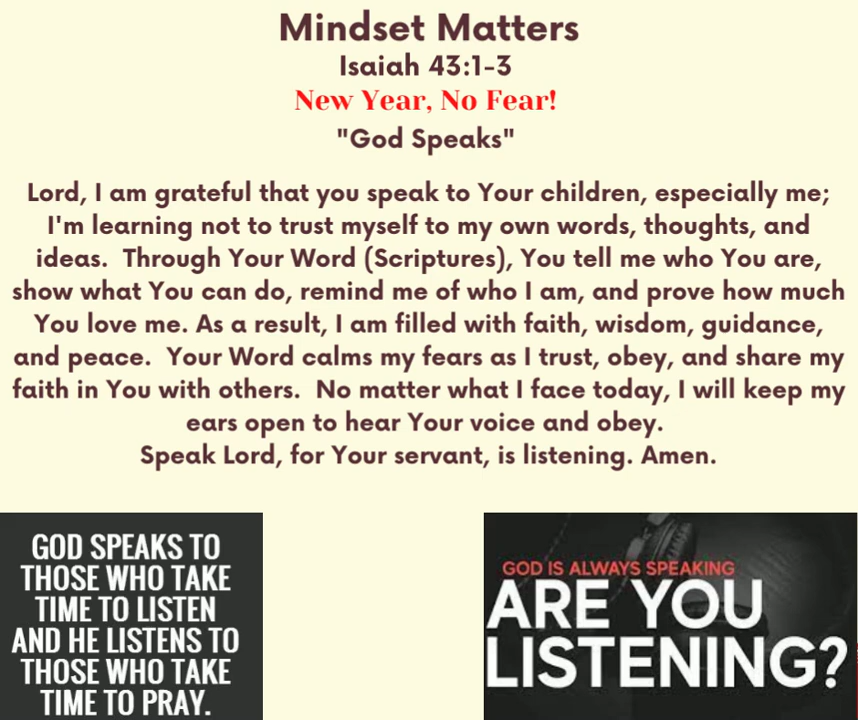 Mindset Matters
Isaiah 43:1-3
New Year, No Fear!
"God Speaks"
Lord, I am grateful that you speak to Your children, especially me;
I'm learning not to trust myself to my own words, thoughts, and
ideas.  Through Your Word (Scriptures), You tell me who You are,
show what You can do, remind me of who I am, and prove how much
You love me. As a result, I am filled with faith, wisdom, guidance,
and peace.  Your Word calms my fears as I trust, obey, and share my
faith in You with others.  No matter what I face today, I will keep my
ears open to hear Your voice and obey.
Speak Lord, for Your servant, is listening. Amen.
GOD SPEAKS TO
THOSE WHO TAKE
TIME TO LISTEN
AND HE LISTENS TO
THOSE WHO TAKE
TIME TO PRAY.
GOD IS ALWAYS SPEAKING
ARE YOU
LISTENING?